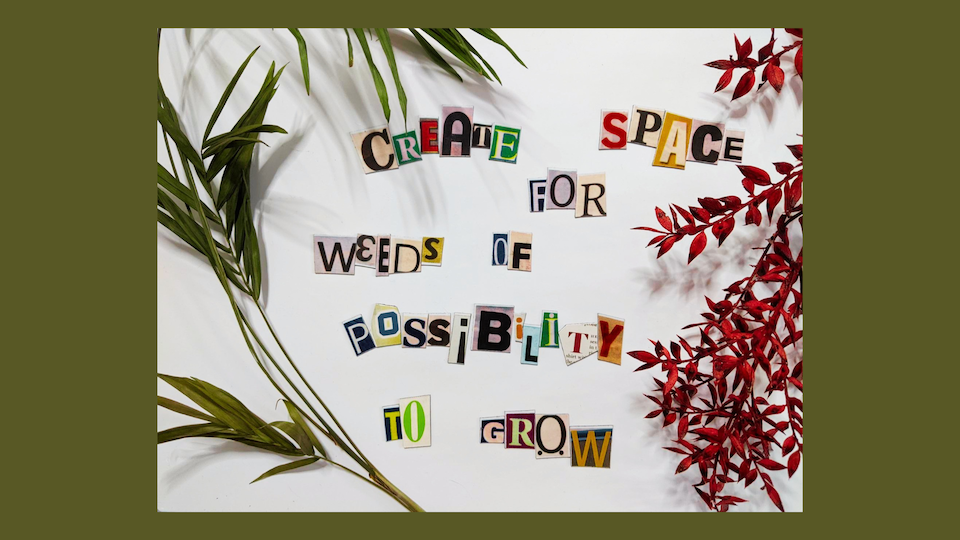 CREATE SPACE
FOR
WEEDS OF
POSSiBiLiTY
TO GROW